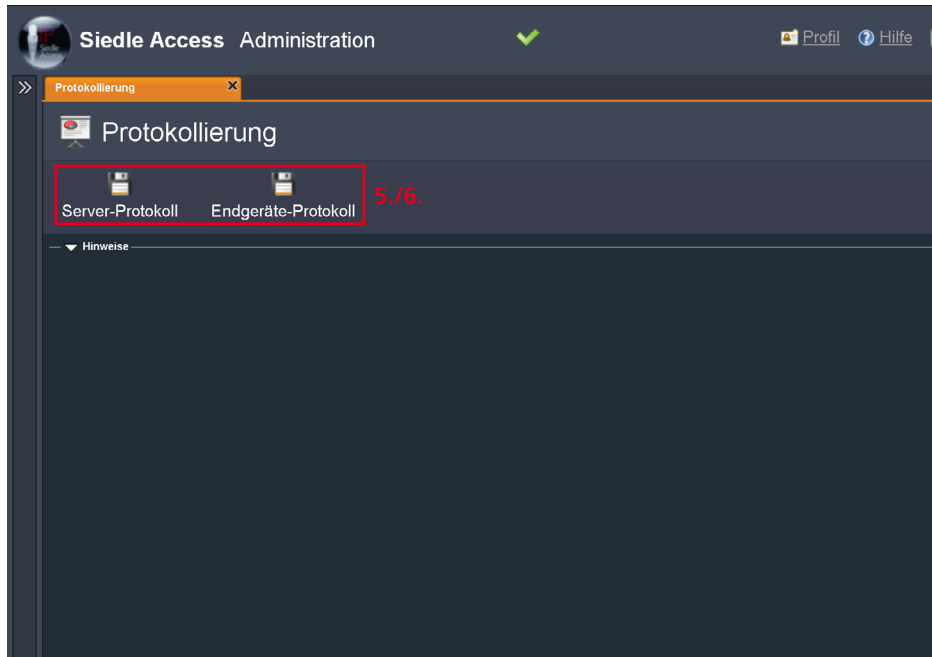 Siedle Access Administration
Profil
Hilfe
Protokollierung
Protokollierung
Server-Protokoll
Endgeräte-Protokoll
5./6.
Hinweise